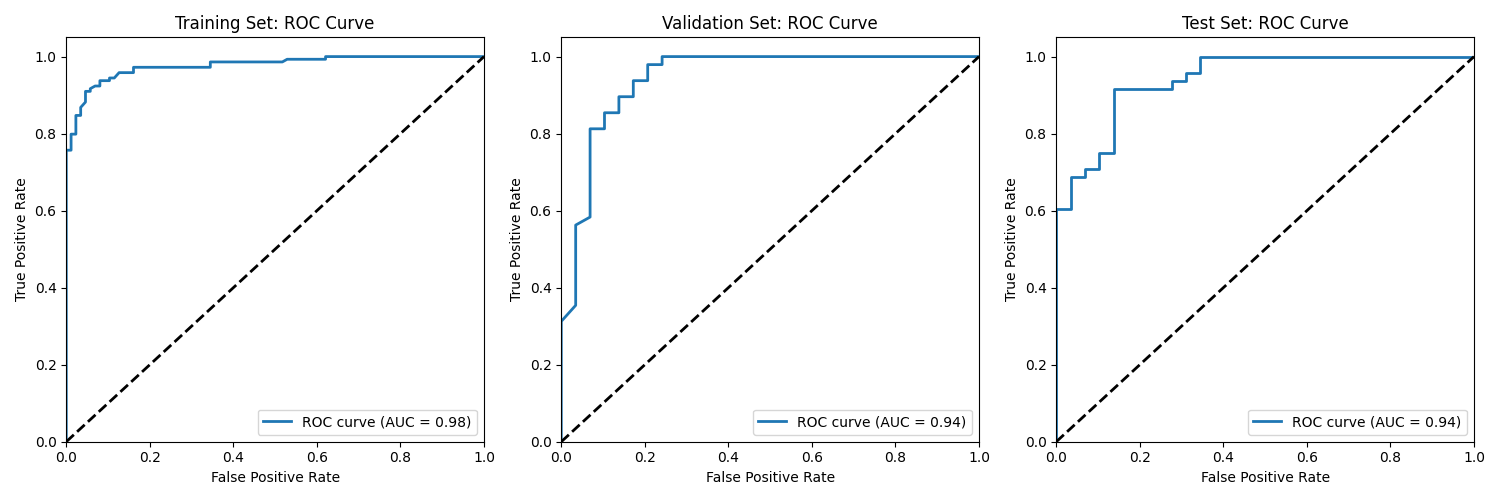 Training Set: ROC Curve
1.0
0.8
0.6
0.4
0.2
0.0
True Positive Rate
ROC curve (AUC = 0.98)
0.0 0.2 0.4 0.6 0.8 1.0
False Positive Rate
Validation Set: ROC Curve
1.0
0.8
0.6
0.4
0.2
0.0
True Positive Rate
ROC curve (AUC = 0.94)
0.0 0.2 0.4 0.6 0.8 1.0
False Positive Rate
Test Set: ROC Curve
1.0
0.8
0.6
0.4
0.2
0.0
True Positive Rate
ROC curve (AUC = 0.94)
0.0 0.2 0.4 0.6 0.8 1.0
False Positive Rate